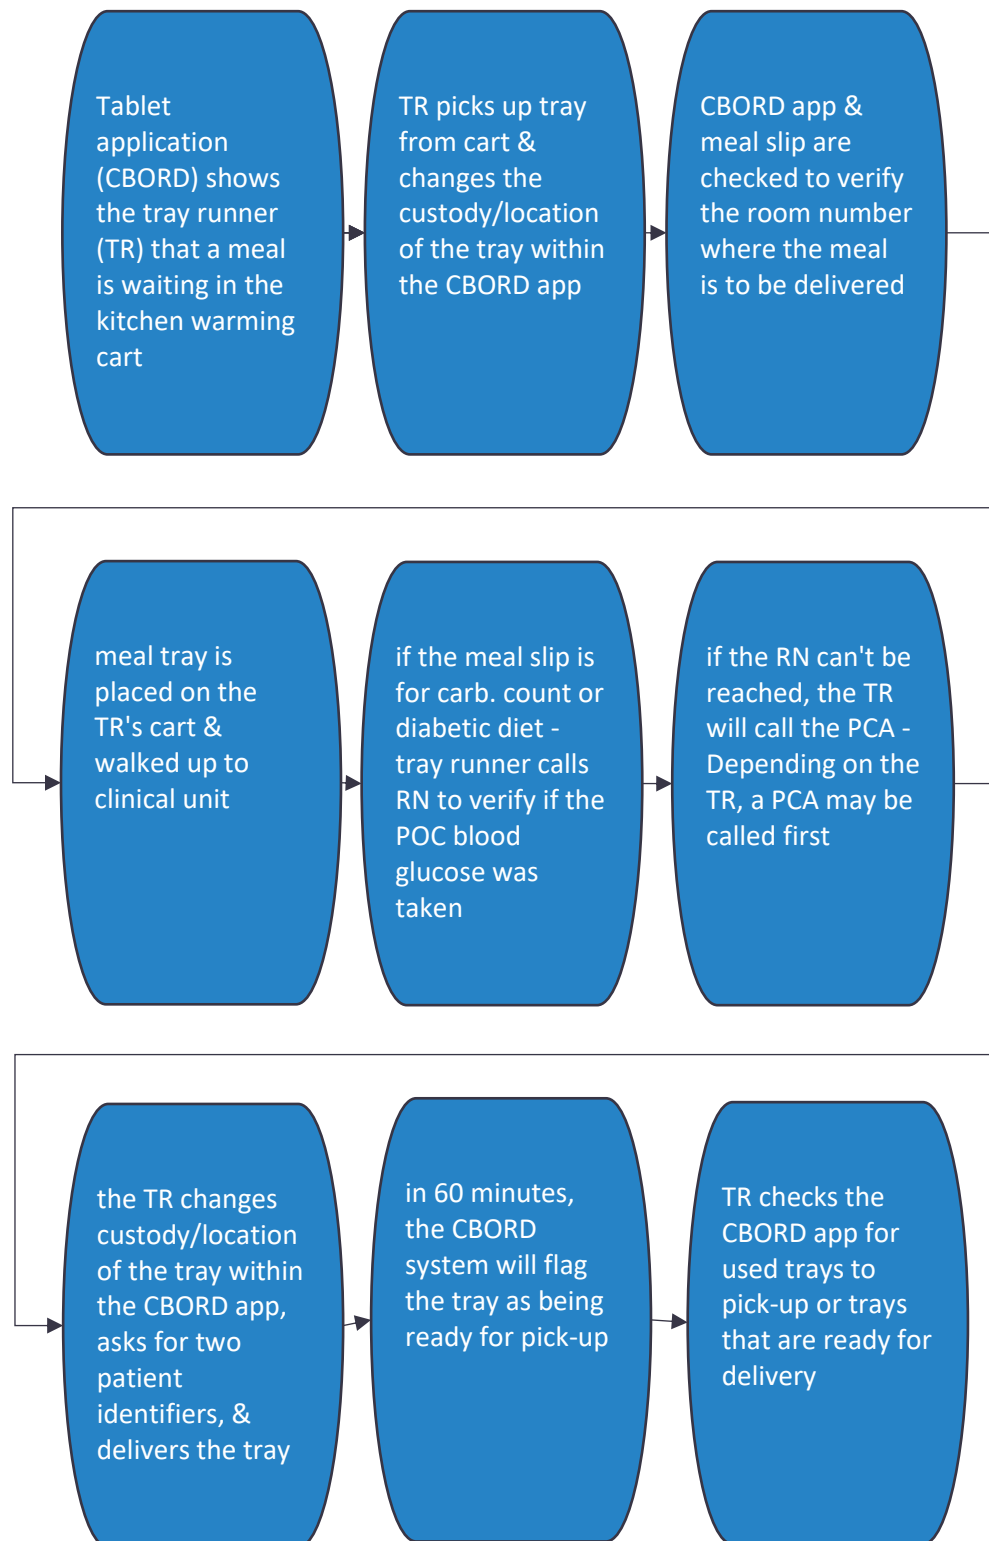 Tablet
application
(CBORD) shows
the tray runner
(TR) that a meal
is waiting in the
kitchen warming
cart
TR picks up tray
from cart &
changes the
custody/location
of the tray within
the CBORD app
CBORD app &
meal slip are
checked to verify
the room number
where the meal
is to be delivered
meal tray is
placed on the
TR's cart &
walked up to
clinical unit
if the meal slip is
for carb. count or
diabetic diet -
tray runner calls
RN to verify if the
POC blood
glucose was
taken
if the RN can't be
reached, the TR
will call the PCA -
Depending on the
TR, a PCA may be
called first
the TR changes
custody/location
of the tray within
the CBORD app,
asks for two
patient
identifiers, &
delivers the tray
in 60 minutes,
the CBORD
system will flag
the tray as being
ready for pick-up
TR checks the
CBORD app for
used trays to
pick-up or trays
that are ready for
delivery